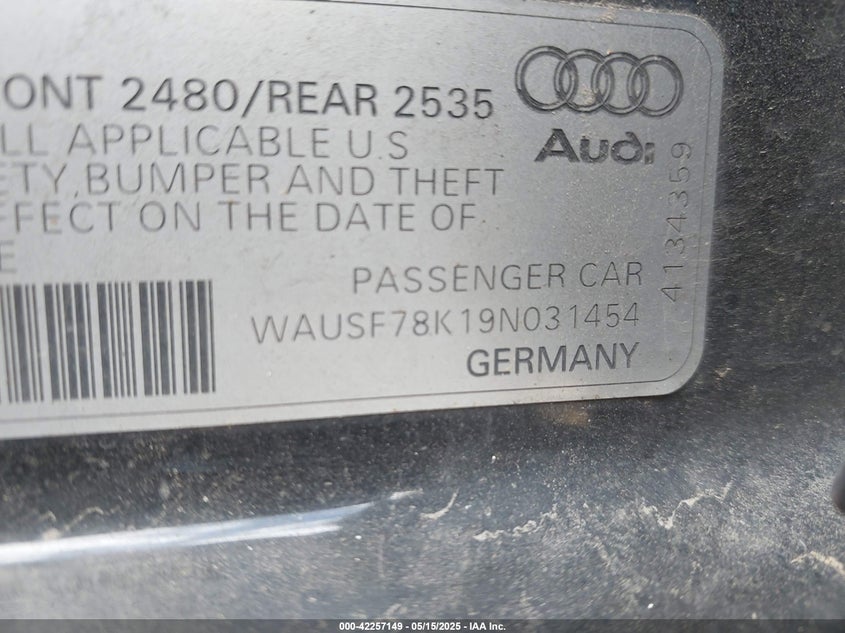 ONT 2480/REAR 2535
LL APPLICABLE U.S
ETY,BUMPER AND THEFT
FFECT ON THE DATE OF
E
Audi
4134359
PASSENGER CAR
WAUSF78K19N031454
GERMANY
000-42257149 - 05/15/2025 - IAA Inc.